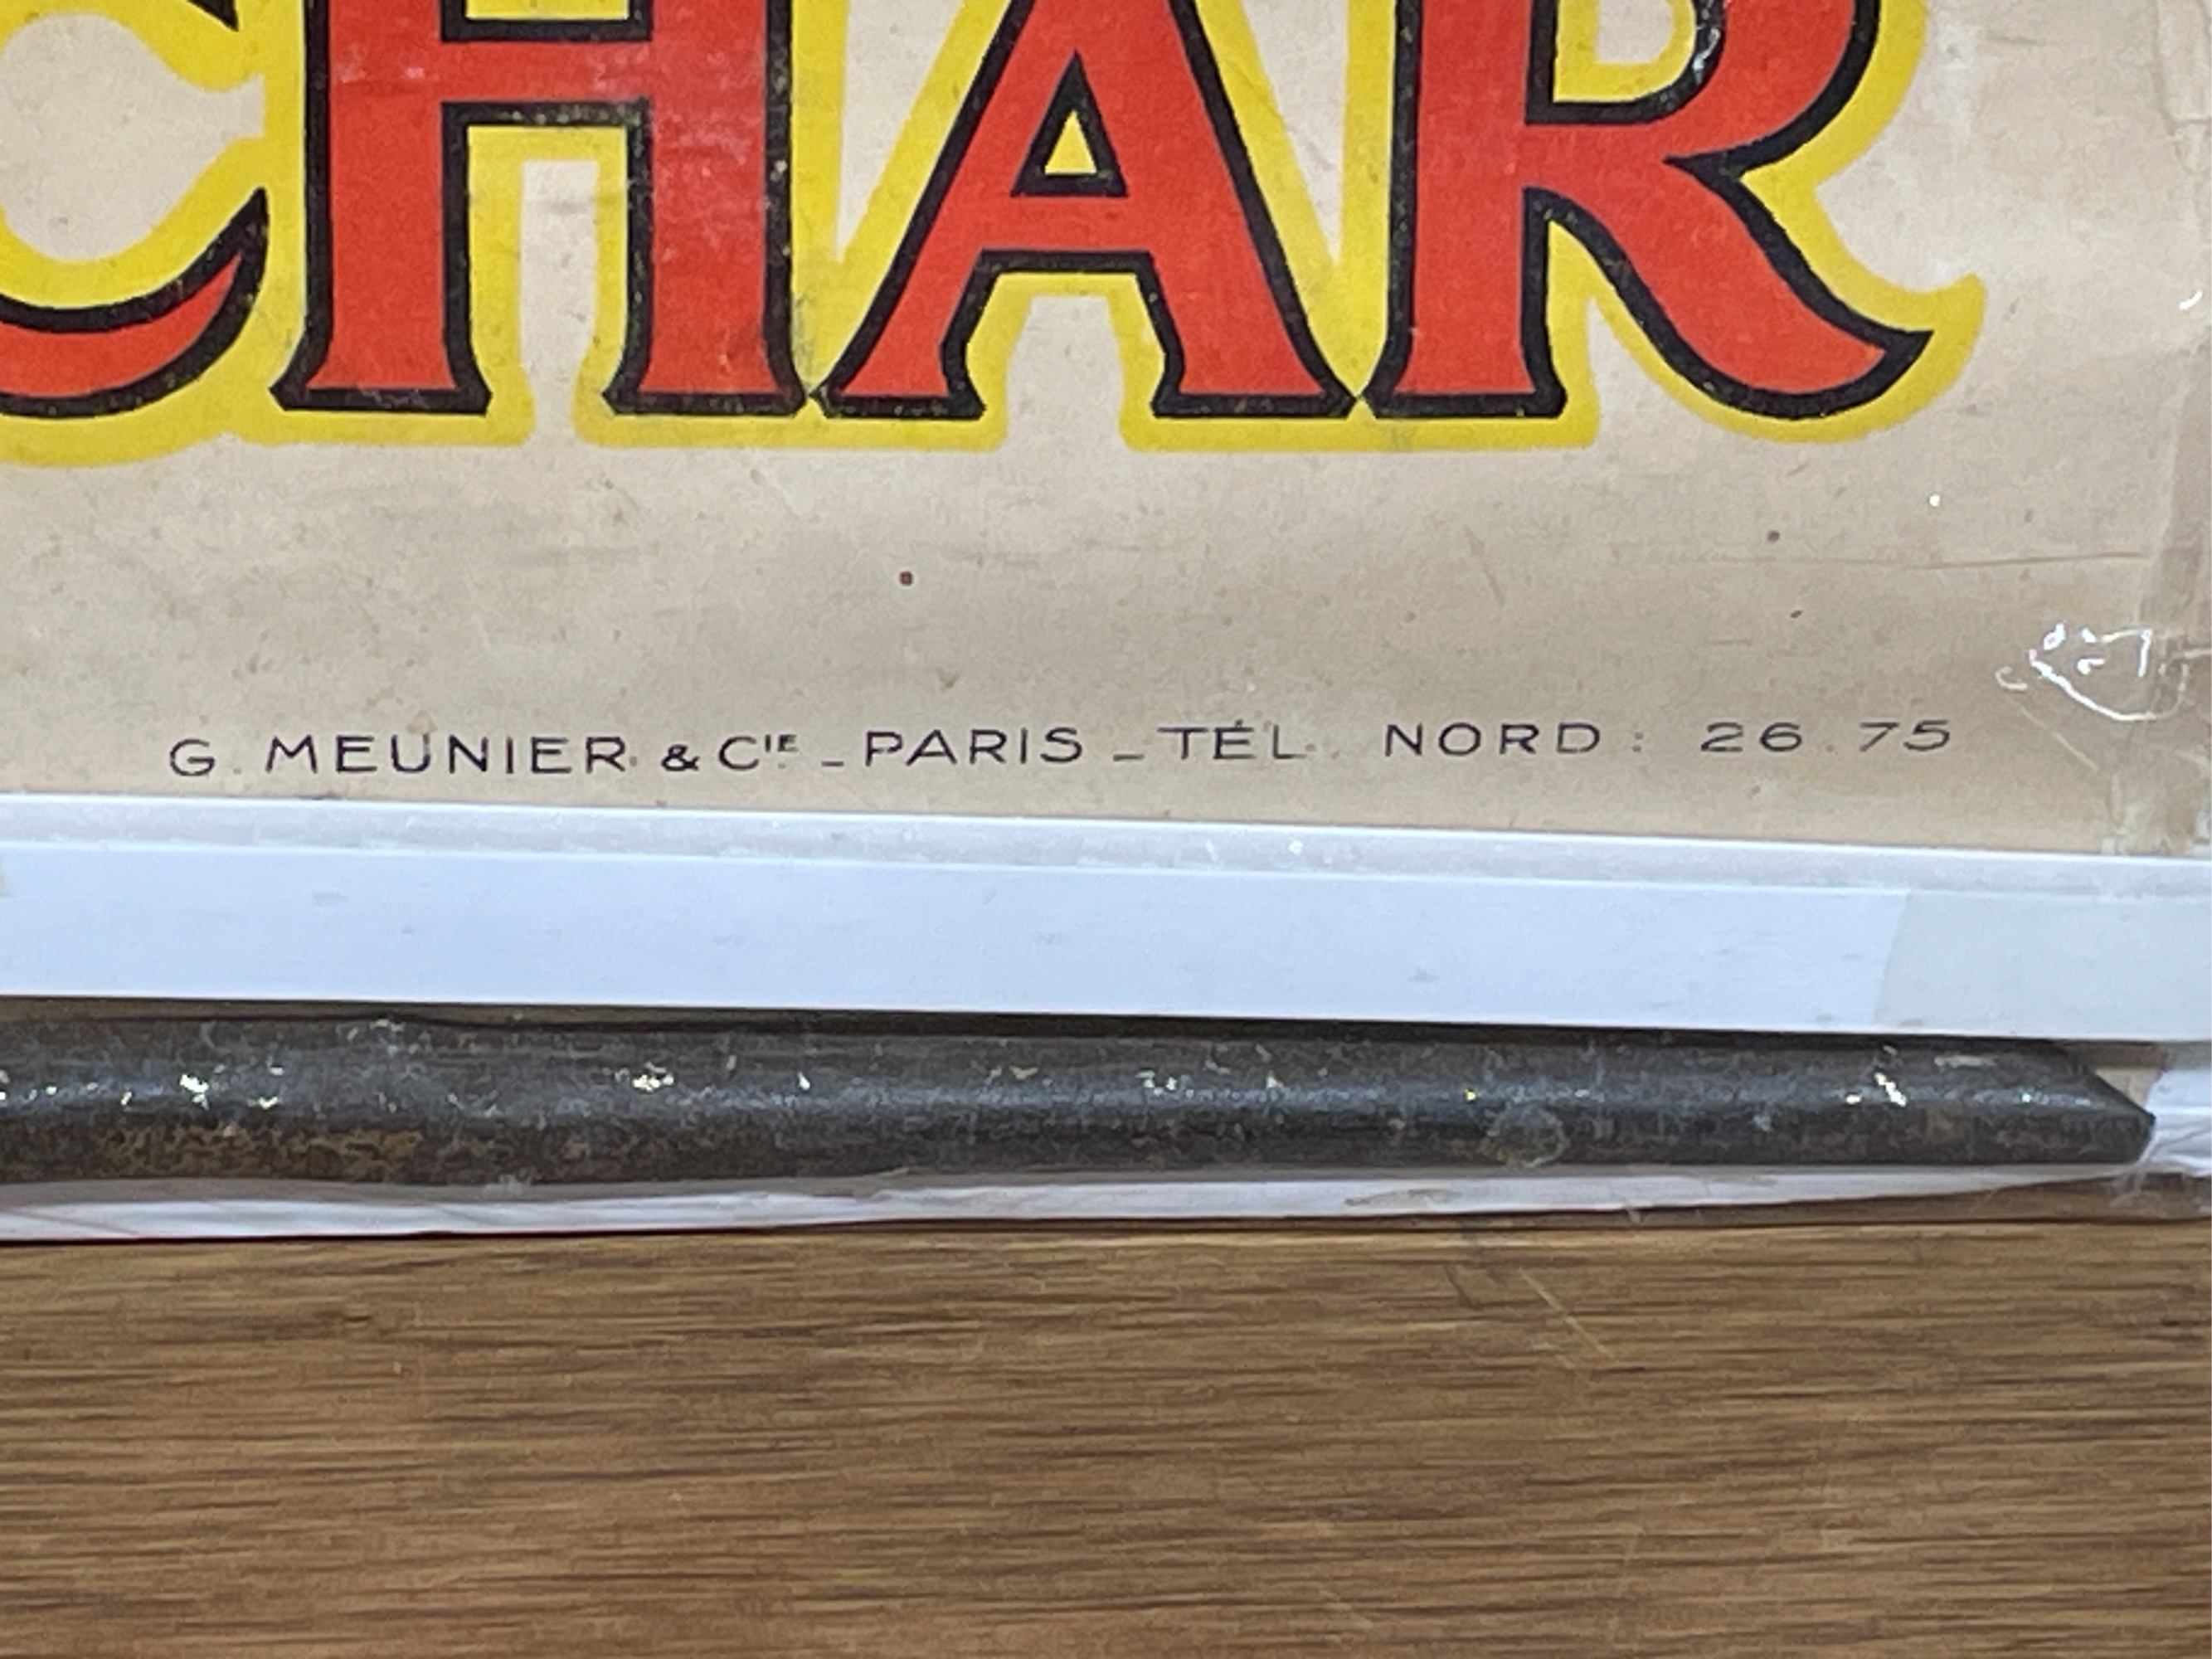 CHAR
G. MEUNIER & CIE _ PARIS _ TÉL. NORD : 26.75